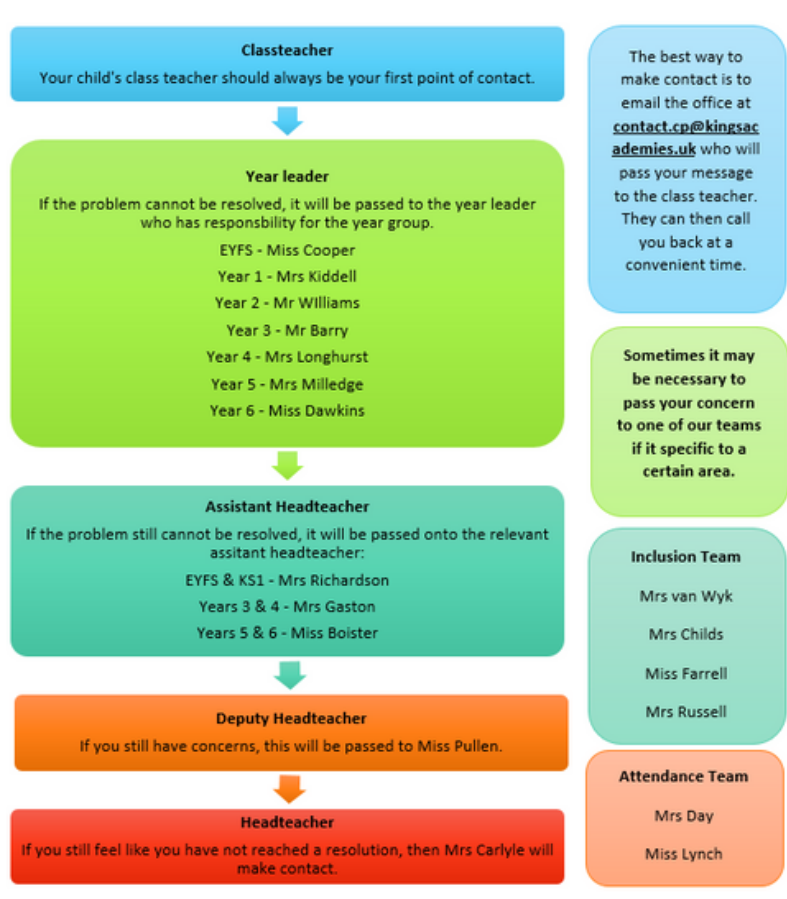 Classteacher
Your child's class teacher should always be your first point of contact.
Year leader
If the problem cannot be resolved, it will be passed to the year leader
who has responsbility for the year group.
EYFS - Miss Cooper
Year 1 - Mrs Kiddell
Year 2 - Mr WIlliams
Year 3 - Mr Barry
Year 4 - Mrs Longhurst
Year 5 - Mrs Milledge
Year 6 - Miss Dawkins
Assistant Headteacher
If the problem still cannot be resolved, it will be passed onto the relevant
assitant headteacher:
EYFS & KS1 - Mrs Richardson
Years 3 & 4 - Mrs Gaston
Years 5 & 6 - Miss Boister
Deputy Headteacher
If you still have concerns, this will be passed to Miss Pullen.
Headteacher
If you still feel like you have not reached a resolution, then Mrs Carlyle will
make contact.
The best way to
make contact is to
email the office at
contact.cp@kingsac
ademies.uk who will
pass your message
to the class teacher.
They can then call
you back at a
convenient time.
Sometimes it may
be necessary to
pass your concern
to one of our teams
if it specific to a
certain area.
Inclusion Team
Mrs van Wyk
Mrs Childs
Miss Farrell
Mrs Russell
Attendance Team
Mrs Day
Miss Lynch